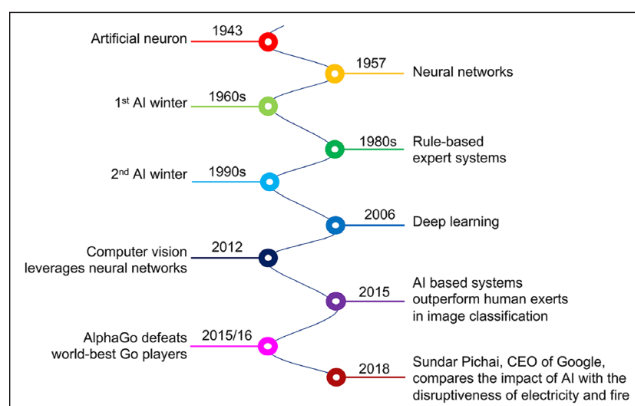 Artificial neuron
1943
1957
Neural networks
1st AI winter
1960s
1980s
Rule-based
expert systems
2nd AI winter
1990s
2006
Deep learning
Computer vision
leverages neural networks
2012
2015
AI based systems
outperform human exerts
in image classification
AlphaGo defeats
world-best Go players
2015/16
2018
Sundar Pichai, CEO of Google,
compares the impact of AI with the
disruptiveness of electricity and fire